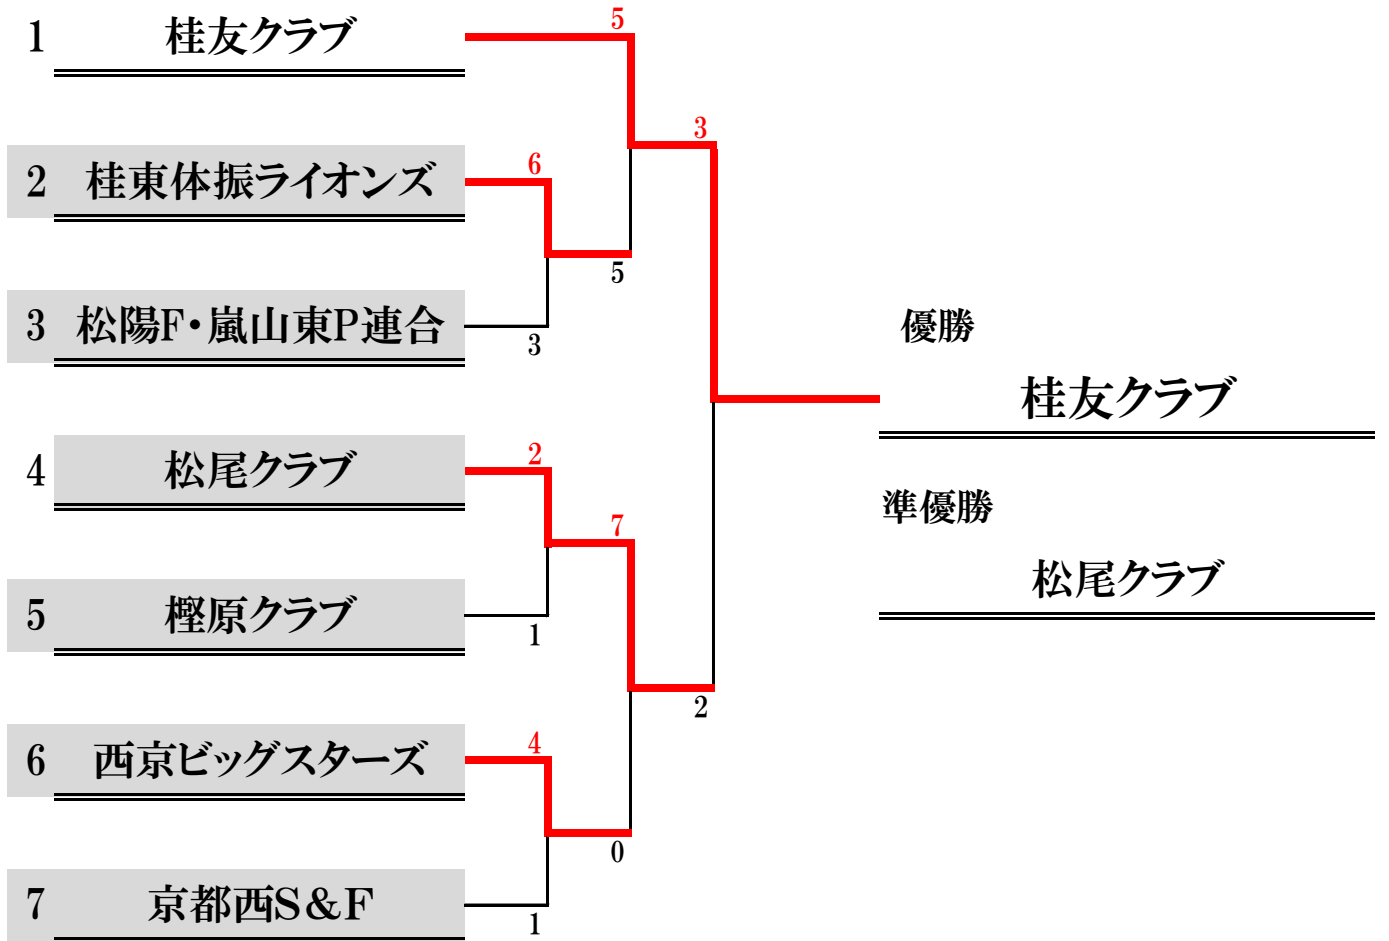 5
1 桂友クラブ
3
6
2 桂東体振ライオンズ
5
3 松陽F・嵐山東P連合
3
優勝
桂友クラブ
2
4 松尾クラブ
7
準優勝
松尾クラブ
5 樫原クラブ
1
2
4
6 西京ビッグスターズ
0
7 京都西S&F
1